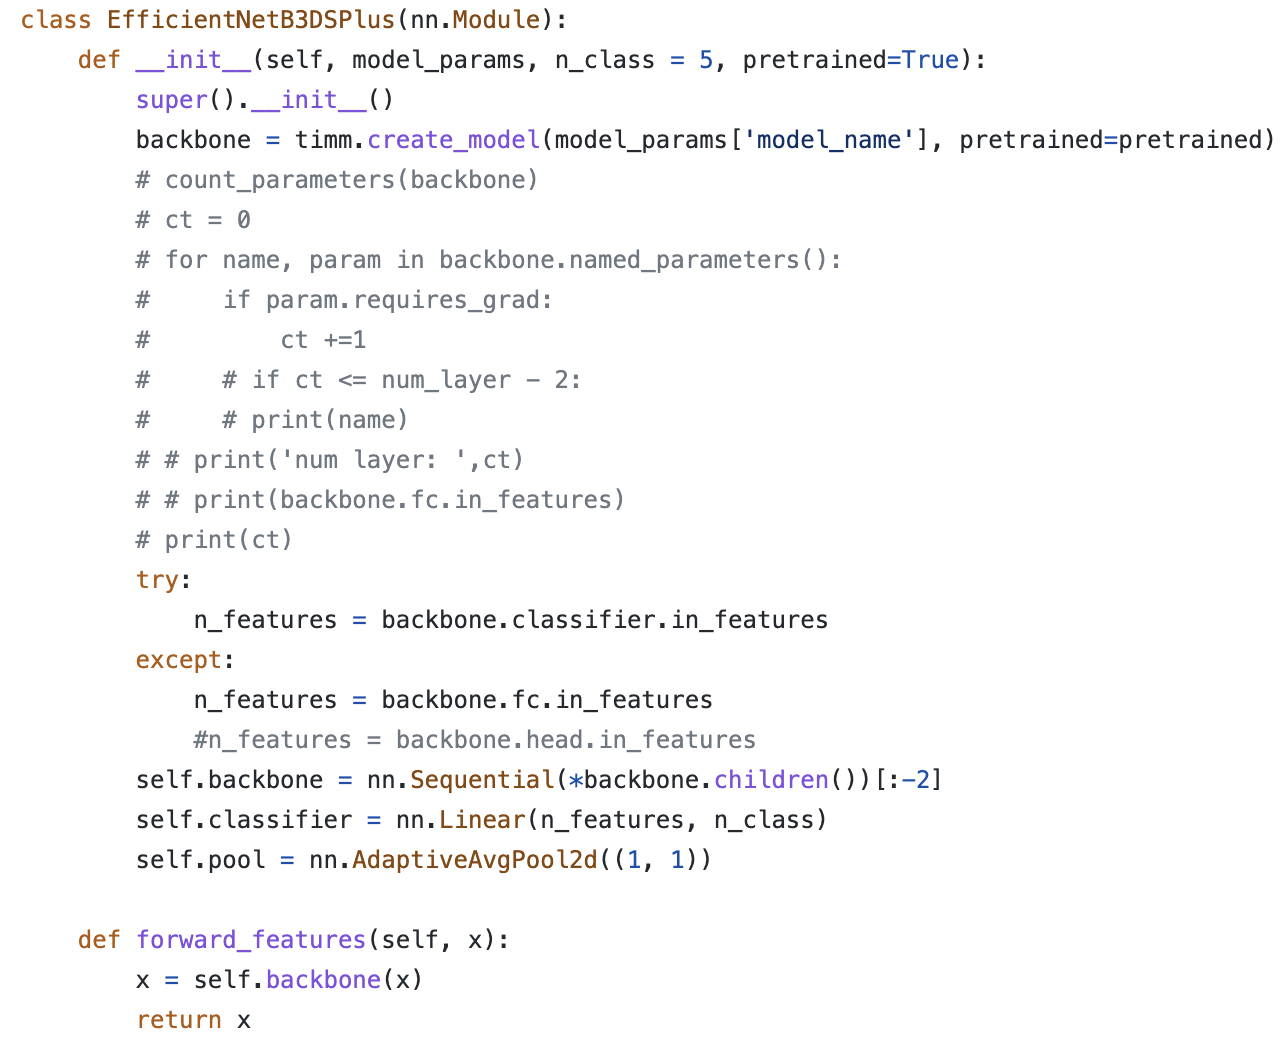 class EfficientNetB3DSPlus(nn.Module):
    def __init__(self, model_params, n_class = 5, pretrained=True):
        super().__init__()
        backbone = timm.create_model(model_params['model_name'], pretrained=pretrained)
        # count_parameters(backbone)
        # ct = 0
        # for name, param in backbone.named_parameters():
        #     if param.requires_grad:
        #         ct +=1
        #     # if ct <= num_layer - 2:
        #     # print(name)
        # # print('num layer: ',ct)
        # # print(backbone.fc.in_features)
        # print(ct)
        try:
            n_features = backbone.classifier.in_features
        except:
            n_features = backbone.fc.in_features
            #n_features = backbone.head.in_features
        self.backbone = nn.Sequential(*backbone.children())[:-2]
        self.classifier = nn.Linear(n_features, n_class)
        self.pool = nn.AdaptiveAvgPool2d((1, 1))

    def forward_features(self, x):
        x = self.backbone(x)
        return x